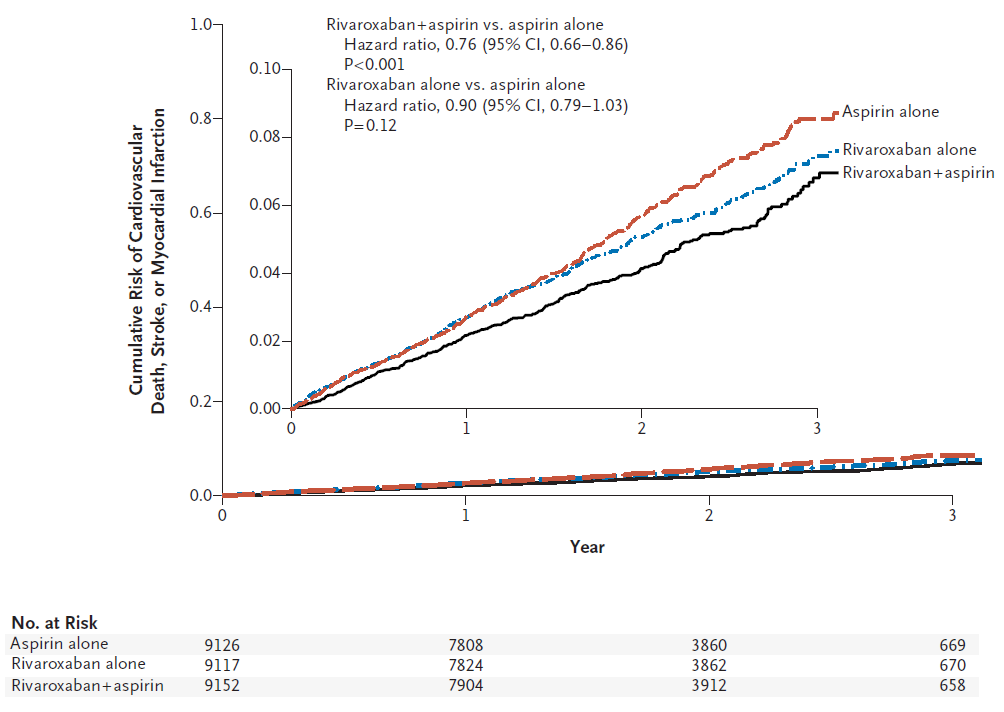 Rivaroxaban+aspirin vs. aspirin alone
Hazard ratio, 0.76 (95% CI, 0.66–0.86)
P<0.001
Rivaroxaban alone vs. aspirin alone
Hazard ratio, 0.90 (95% CI, 0.79–1.03)
P=0.12
Cumulative Risk of Cardiovascular
Death, Stroke, or Myocardial Infarction
1.0
0.8
0.6
0.4
0.2
0.0
0.10
0.08
0.06
0.04
0.02
0.00
Aspirin alone
Rivaroxaban alone
Rivaroxaban+aspirin
0 1 2 3
0 1 2 3
Year
No. at Risk
Aspirin alone 9126 7808 3860 669
Rivaroxaban alone 9117 7824 3862 670
Rivaroxaban+aspirin 9152 7904 3912 658